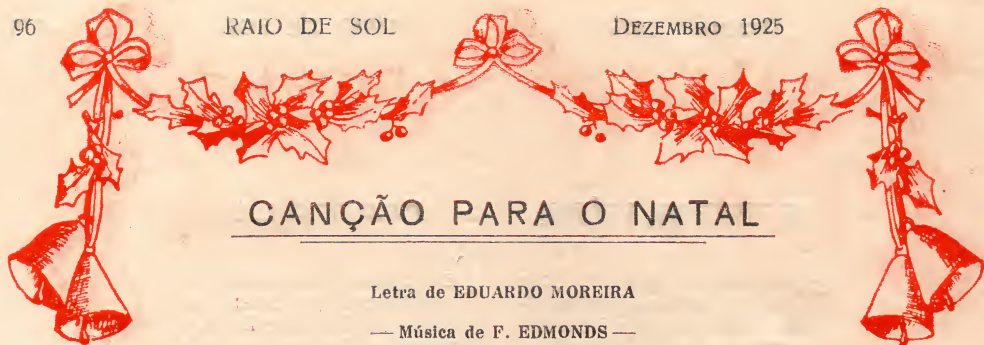 96 RAIO DE SOL DEZEMBRO 1925
CANÇÃO PARA O NATAL
Letra de EDUARDO MOREIRA
— Música de F. EDMONDS —